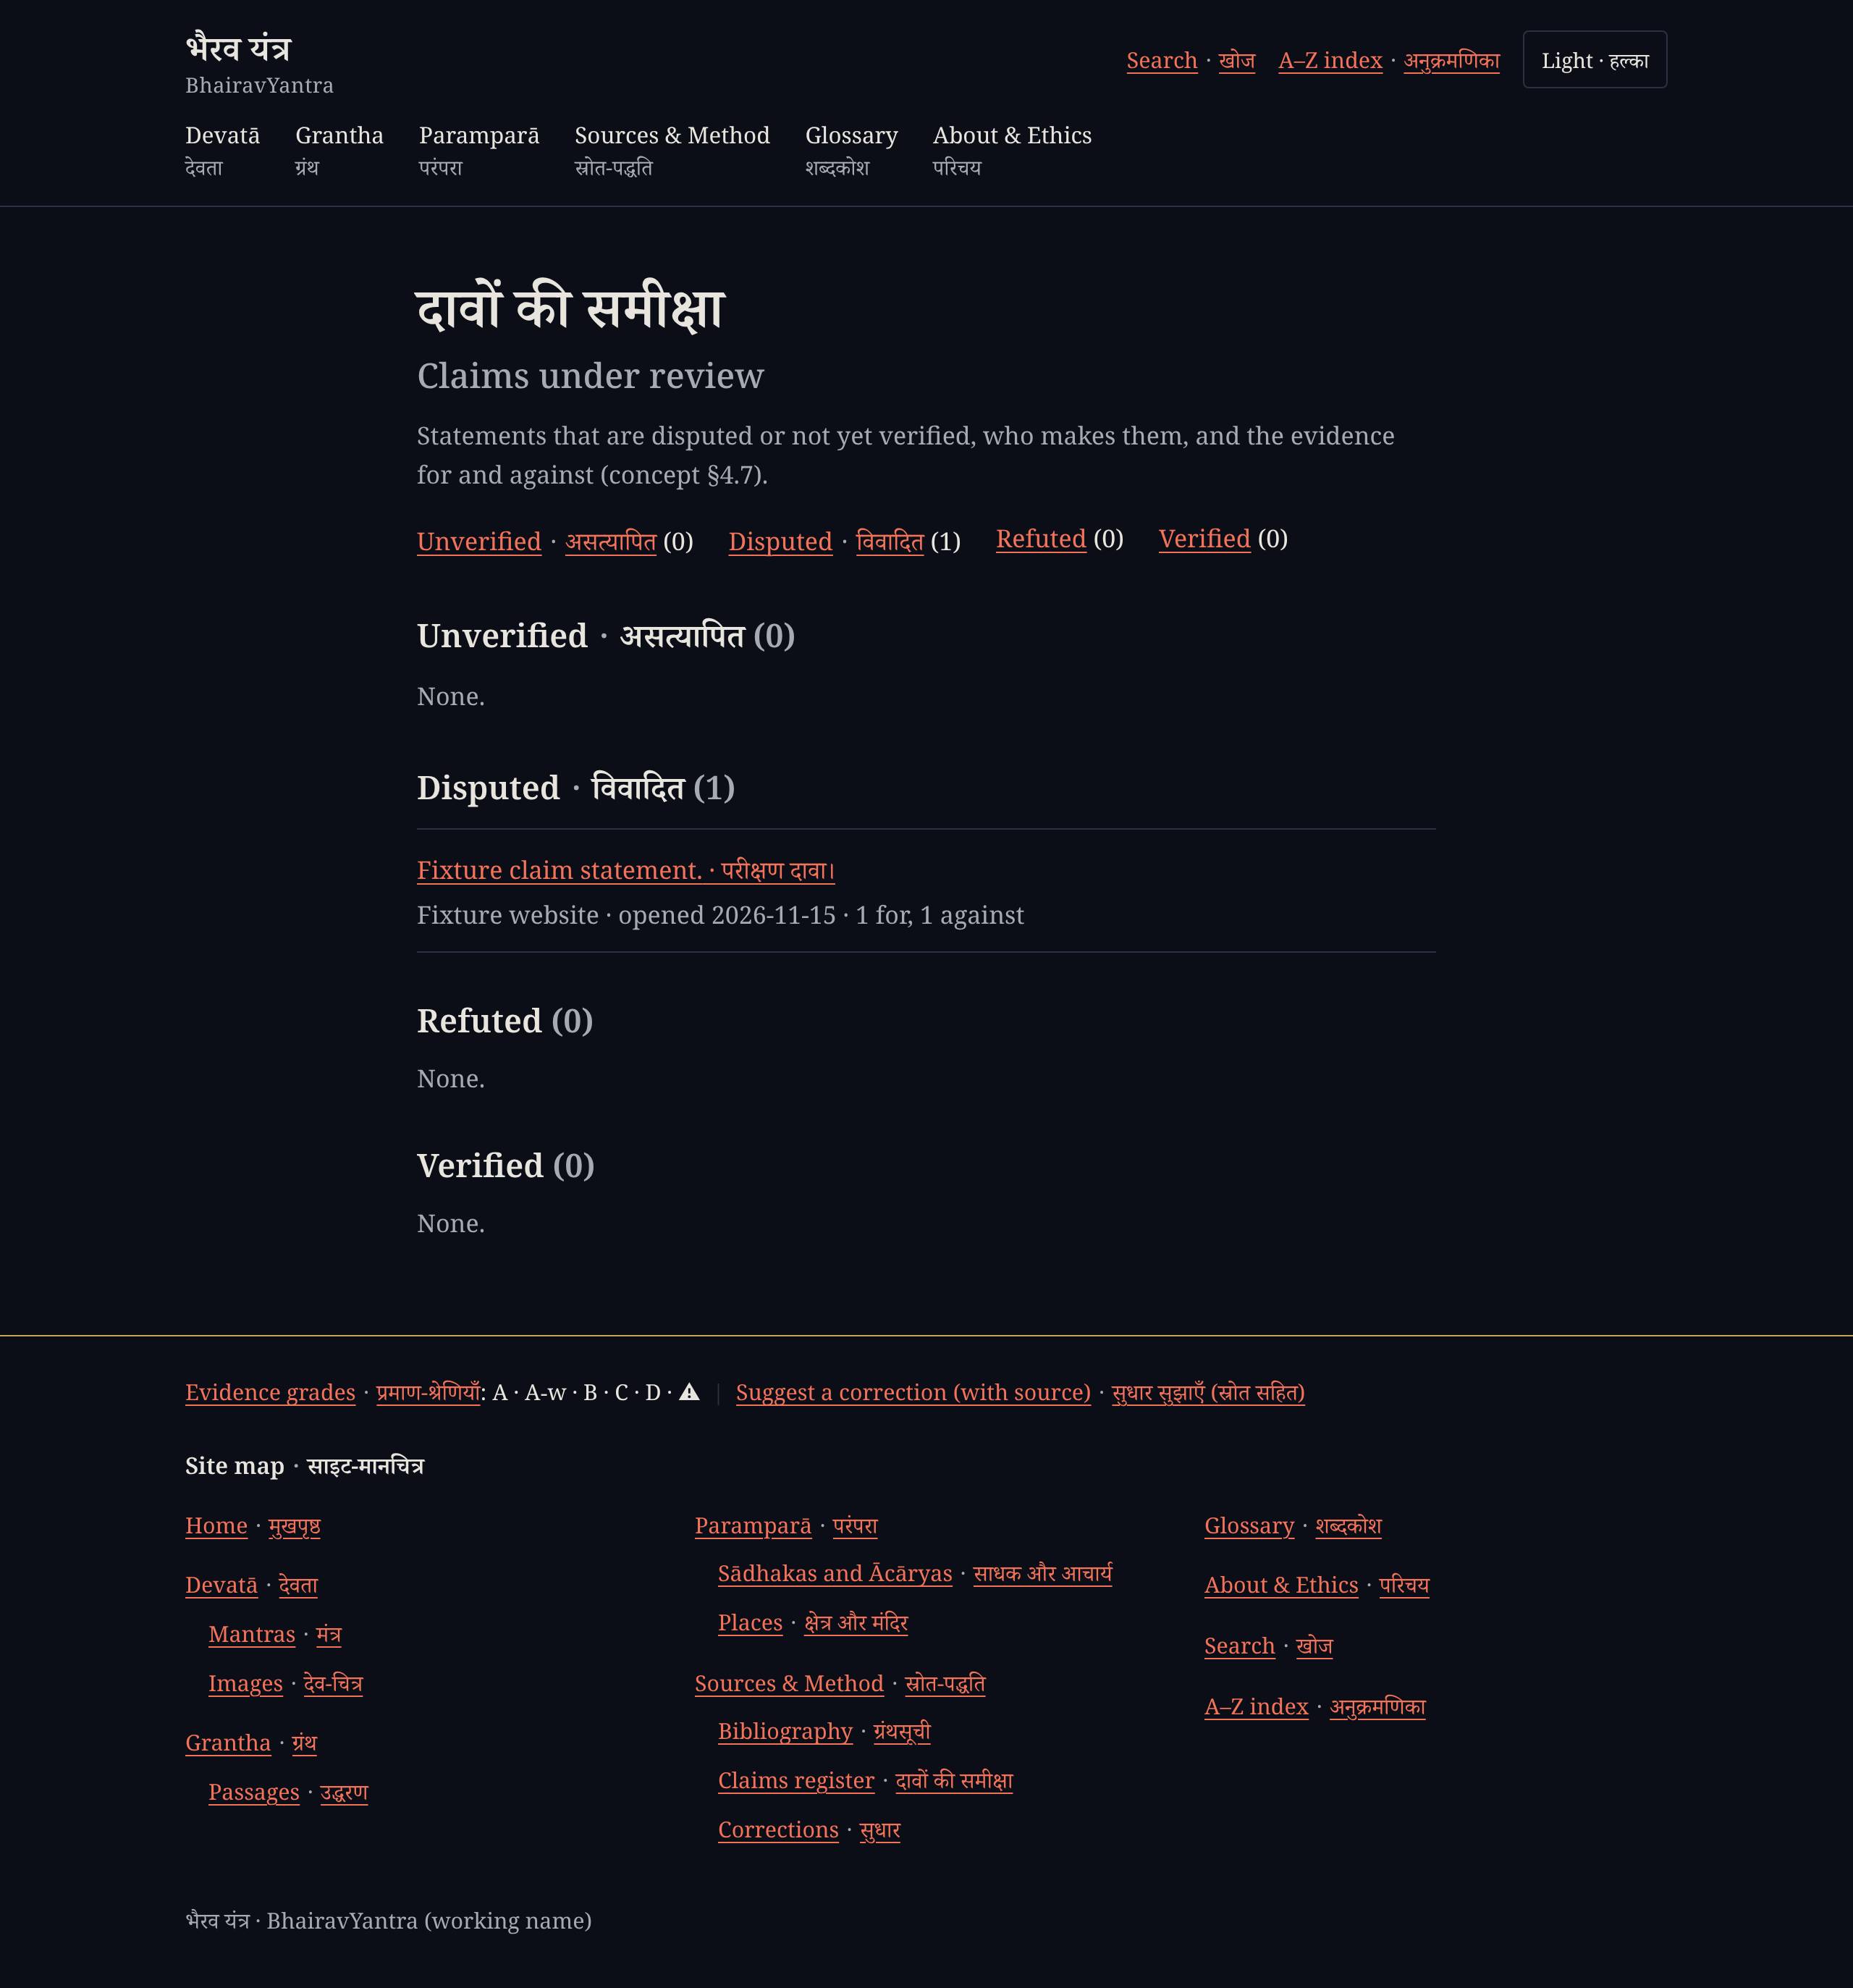 भैरव यंत्र
BhairavYantra
Search · खोज A–Z index · अनुक्रमणिका Light · हल्का
Devatā Grantha Paramparā Sources & Method Glossary About & Ethics
देवता ग्रंथ परंपरा स्रोत-पद्धति शब्दकोश परिचय
दावों की समीक्षा
Claims under review
Statements that are disputed or not yet verified, who makes them, and the evidence
for and against (concept §4.7).
Unverified · असत्यापित (0) Disputed · विवादित (1) Refuted (0) Verified (0)
Unverified · असत्यापित (0)
None.
Disputed · विवादित (1)
Fixture claim statement. · परीक्षण दावा।
Fixture website · opened 2026-11-15 · 1 for, 1 against
Refuted (0)
None.
Verified (0)
None.
Evidence grades · प्रमाण-श्रेणियाँ: A · A-w · B · C · D · ⚠ | Suggest a correction (with source) · सुधार सुझाएँ (स्रोत सहित)
Site map · साइट-मानचित्र
Home · मुखपृष्ठ
Devatā · देवता
Mantras · मंत्र
Images · देव-चित्र
Grantha · ग्रंथ
Passages · उद्धरण
Paramparā · परंपरा
Sādhakas and Ācāryas · साधक और आचार्य
Places · क्षेत्र और मंदिर
Sources & Method · स्रोत-पद्धति
Bibliography · ग्रंथसूची
Claims register · दावों की समीक्षा
Corrections · सुधार
Glossary · शब्दकोश
About & Ethics · परिचय
Search · खोज
A–Z index · अनुक्रमणिका
भैरव यंत्र · BhairavYantra (working name)